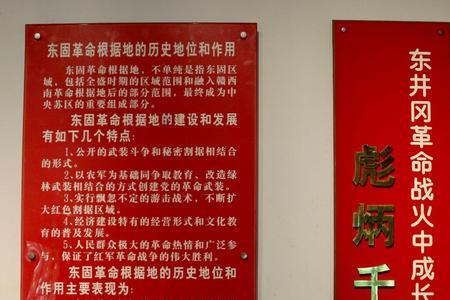 东固革命根据地的历史地位和作用
东固革命根据地，不单纯是指东固区
域，包括全盛时期的区域范围和融入赣西
南革命根据地后的部分范围，最终成为中
央苏区的重要组成部分。
东固革命根据地的建设和发展
有如下几个特点：
1、公开的武装斗争和秘密割据相结合
的形式。
2、以农军为基础同争取教育、改造绿
林武装相结合的方式创建党的革命武装。
3、实行飘忽不定的游击战术，不断扩
大红色割据区域。
4、经济建设特有的经营形式和文化教
育的普及发展。
5、人民群众极大的革命热情和广泛参
与，保证了红军革命战争的伟大胜利。
东固革命根据地的历史地位和
作用主要表现为：
东井冈革命战火中成长
彪炳千